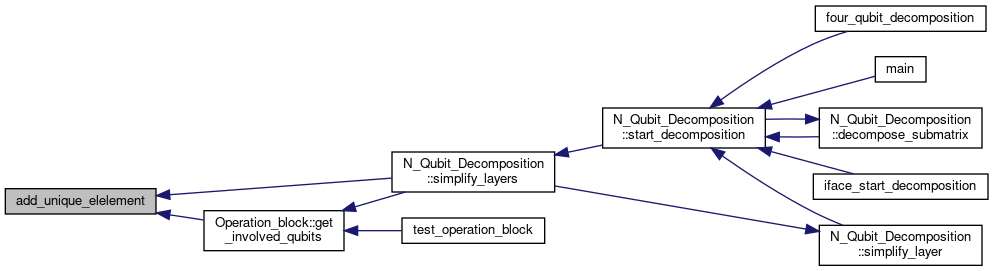 four_qubit_decomposition
main
N_Qubit_Decomposition
::start_decomposition
N_Qubit_Decomposition
::decompose_submatrix
N_Qubit_Decomposition
::simplify_layers
iface_start_decomposition
add_unique_elelement
Operation_block::get
_involved_qubits
test_operation_block
N_Qubit_Decomposition
::simplify_layer